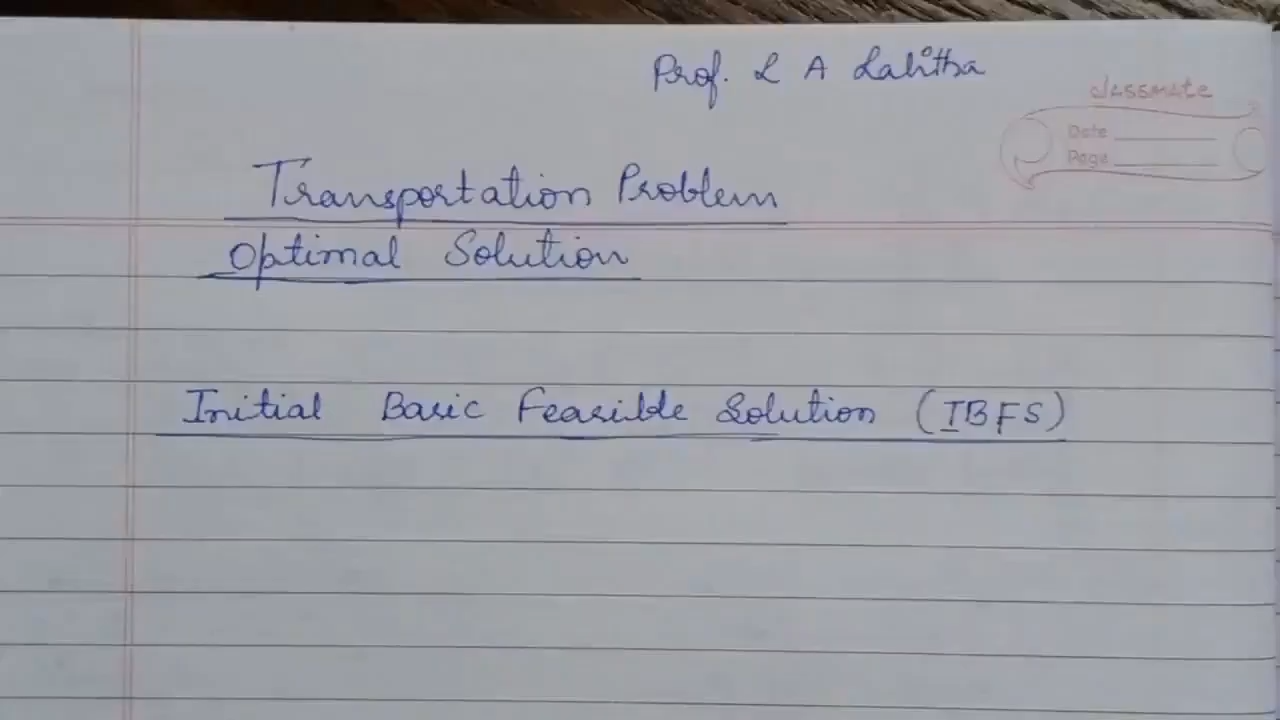 Prof. L A Lalitha
classmate
Date
Page
Transportation Problem
Optimal Solution
Initial Basic Feasible Solution (IBFS)